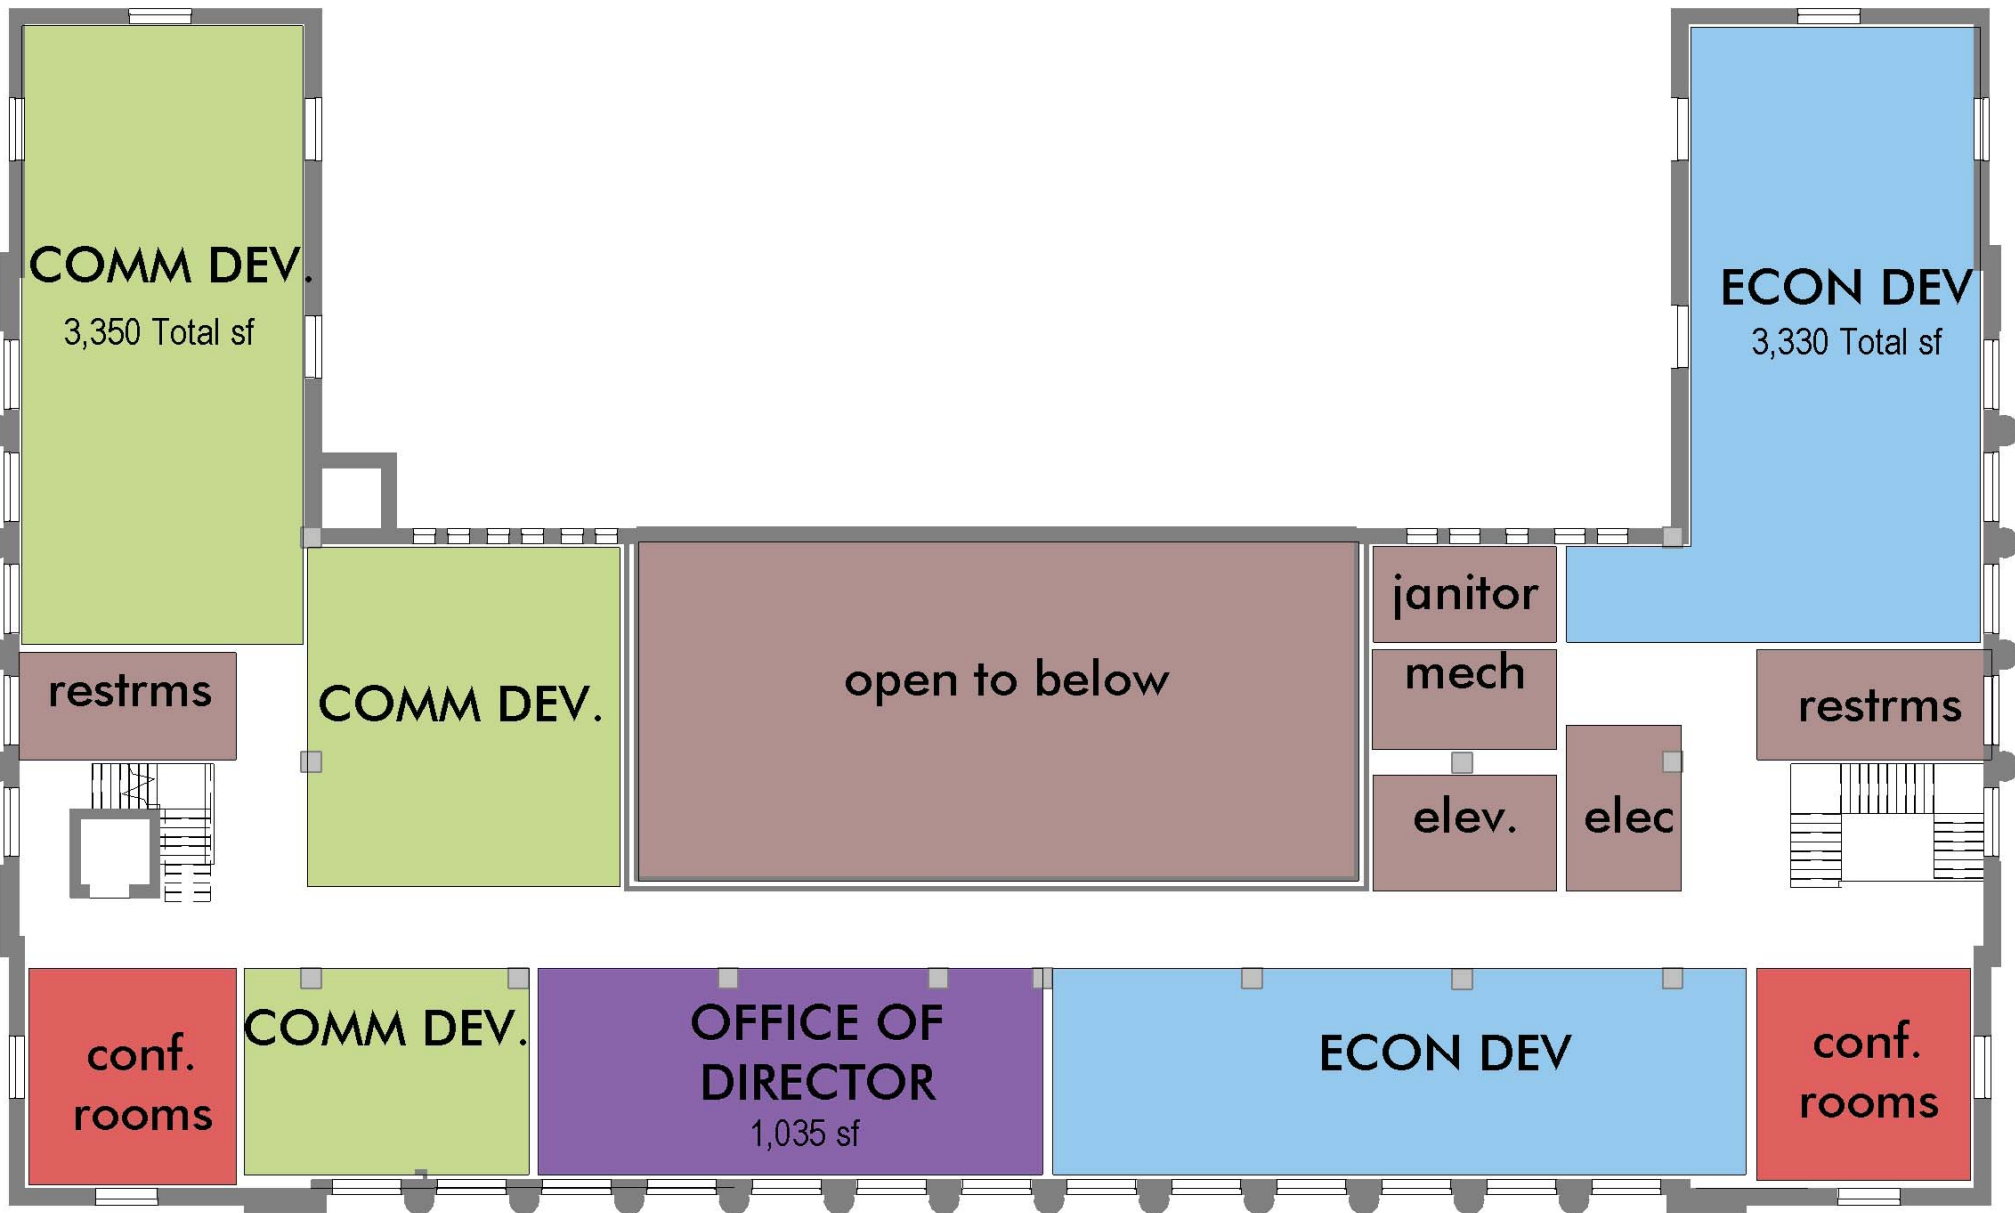 COMM DEV.
3,350 Total sf
ECON DEV
3,330 Total sf
restrms
COMM DEV.
open to below
janitor
mech
elev.
elec
restrms
conf.
rooms
COMM DEV.
OFFICE OF
DIRECTOR
1,035 sf
ECON DEV
conf.
rooms